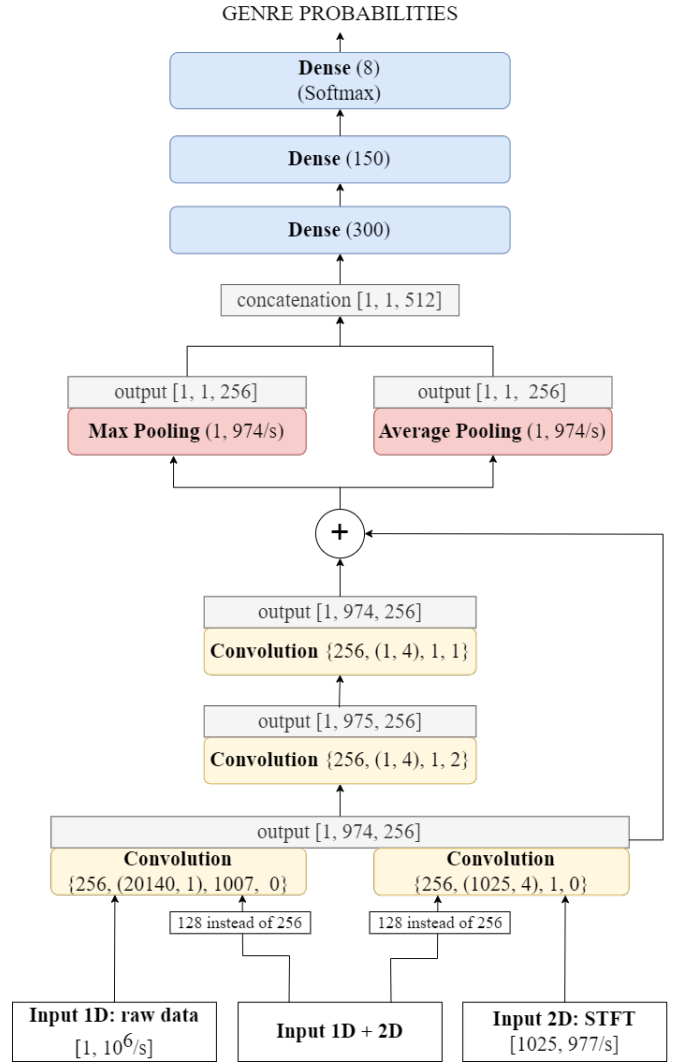 GENRE PROBABILITIES
Dense (8)
(Softmax)
Dense (150)
Dense (300)
concatenation [1, 1, 512]
output [1, 1, 256]
output [1, 1, 256]
Max Pooling (1, 974/s)
Average Pooling (1, 974/s)
+
output [1, 974, 256]
Convolution {256, (1, 4), 1, 1}
output [1, 975, 256]
Convolution {256, (1, 4), 1, 2}
output [1, 974, 256]
Convolution
{256, (20140, 1), 1007, 0}
Convolution
{256, (1025, 4), 1, 0}
128 instead of 256
128 instead of 256
Input 1D: raw data
[1, 10⁶/s]
Input 1D + 2D
Input 2D: STFT
[1025, 977/s]